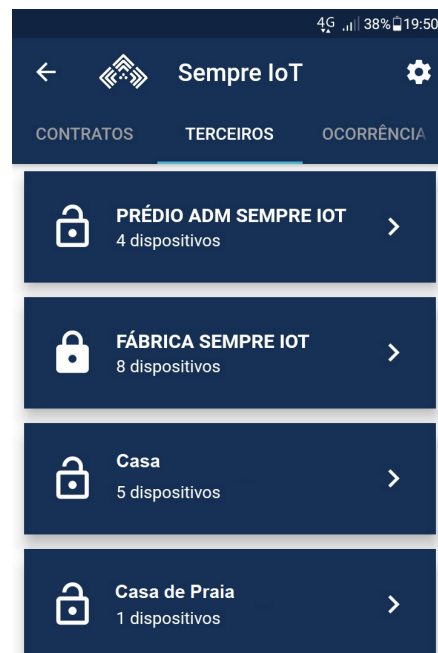 4G 38% 19:50
Sempre IoT
CONTRATOS TERCEIROS OCORRÊNCIA
PRÉDIO ADM SEMPRE IOT
4 dispositivos
FÁBRICA SEMPRE IOT
8 dispositivos
Casa
5 dispositivos
Casa de Praia
1 dispositivos